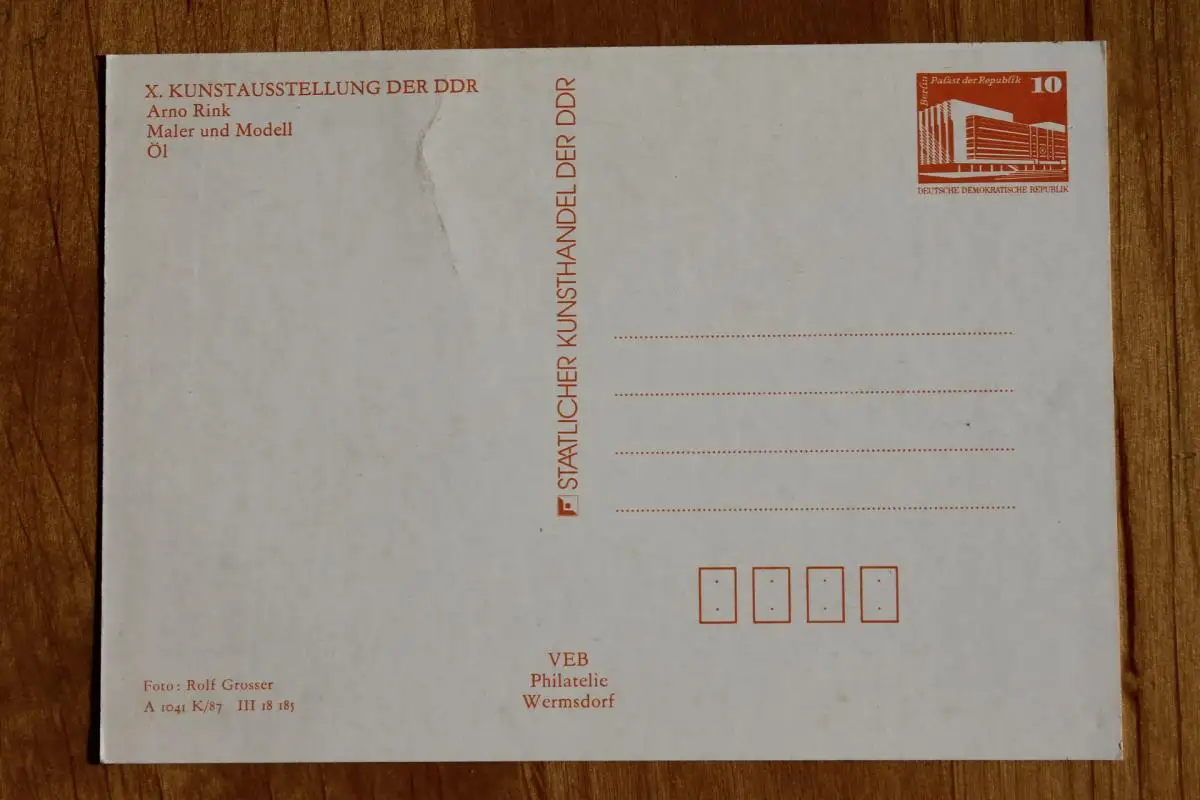 X. KUNSTAUSSTELLUNG DER DDR
Arno Rink
Maler und Modell
Öl
STAATLICHER KUNSTHANDEL DER DDR
Berlin
Palast der Republik
10
DEUTSCHE DEMOKRATISCHE REPUBLIK
Foto: Rolf Grosser
A 1041 K/87 III 18 185
VEB
Philatelie
Wermsdorf